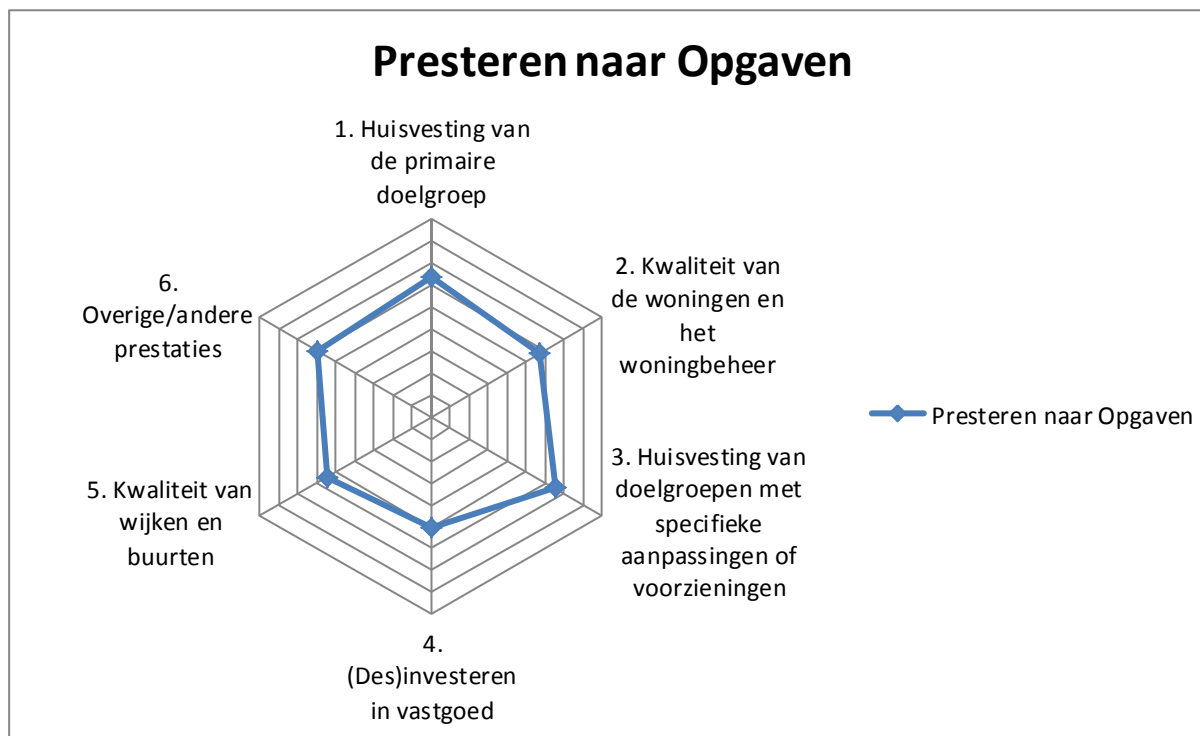 Presteren naar Opgaven
1. Huisvesting van
de primaire
doelgroep
2. Kwaliteit van
de woningen en
het
woningbeheer
3. Huisvesting van
doelgroepen met
specifieke
aanpassingen of
voorzieningen
4.
(Des)investeren
in vastgoed
5. Kwaliteit van
wijken en
buurten
6.
Overige/andere
prestaties
Presteren naar Opgaven